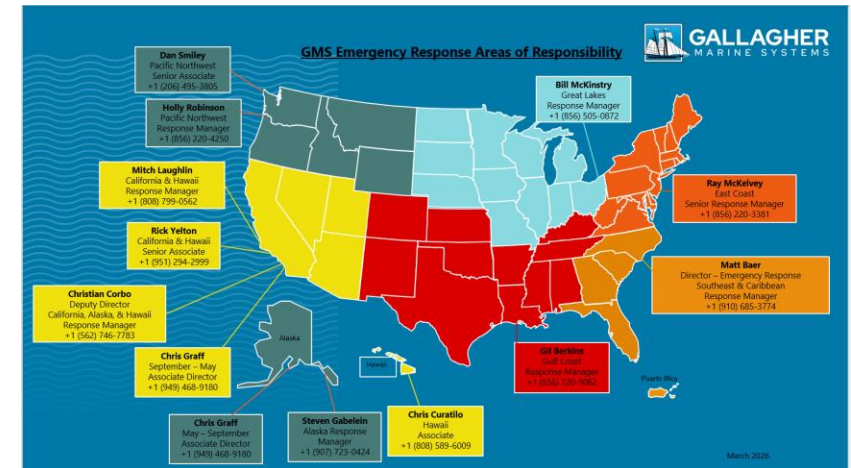 GMS Emergency Response Areas of Responsibility
GALLAGHER
MARINE SYSTEMS
Dan Smiley
Pacific Northwest
Senior Associate
+1 (206) 495-3805
Holly Robinson
Pacific Northwest
Response Manager
+1 (856) 220-4250
Mitch Laughlin
California & Hawaii
Response Manager
+1 (808) 799-0562
Rick Yelton
California & Hawaii
Senior Associate
+1 (951) 294-2999
Christian Corbo
Deputy Director
California, Alaska, & Hawaii
Response Manager
+1 (562) 746-7783
Chris Graff
September – May
Associate Director
+1 (949) 468-9180
Chris Graff
May – September
Associate Director
+1 (949) 468-9180
Steven Gabelein
Alaska Response
Manager
+1 (907) 723-0424
Chris Curatilo
Hawaii
Associate
+1 (808) 589-6009
Bill McKinstry
Great Lakes
Response Manager
+1 (856) 505-0872
Ray McKelvey
East Coast
Senior Response Manager
+1 (856) 220-3381
Matt Baer
Director – Emergency Response
Southeast & Caribbean
Response Manager
+1 (910) 685-3774
Gil Berkins
Gulf Coast
Response Manager
+1 (856) 220-9062
Alaska
Hawaii
Puerto Rico
March 2026